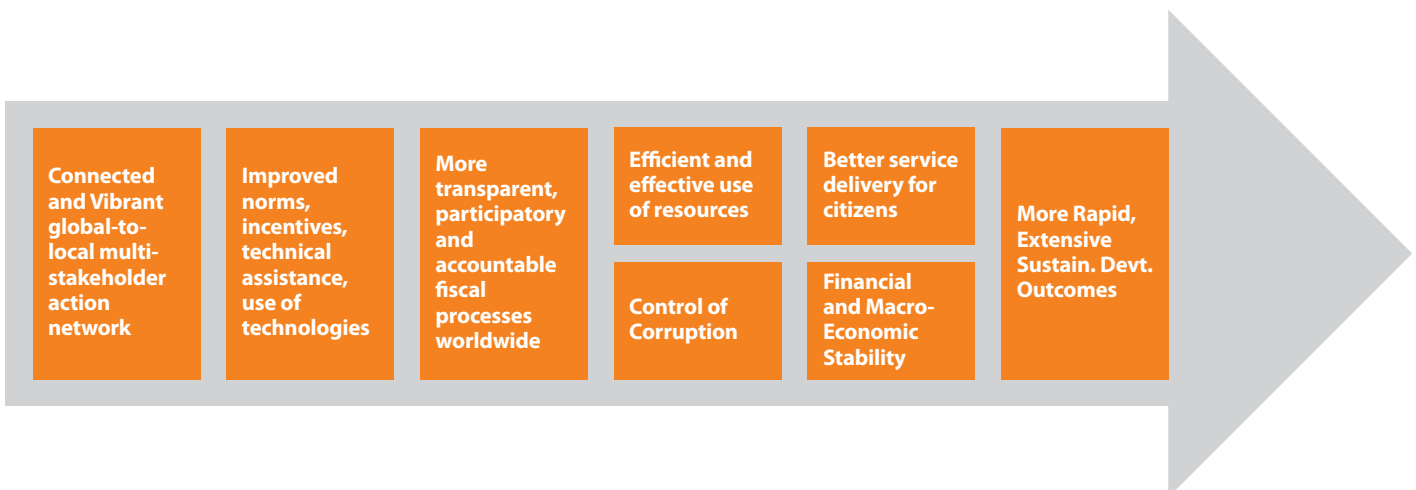 Connected
and Vibrant
global-to-
local multi-
stakeholder
action
network
Improved
norms,
incentives,
technical
assistance,
use of
technologies
More
transparent,
participatory
and
accountable
fiscal
processes
worldwide
Efficient and
effective use
of resources
Control of
Corruption
Better service
delivery for
citizens
Financial
and Macro-
Economic
Stability
More Rapid,
Extensive
Sustain. Devt.
Outcomes